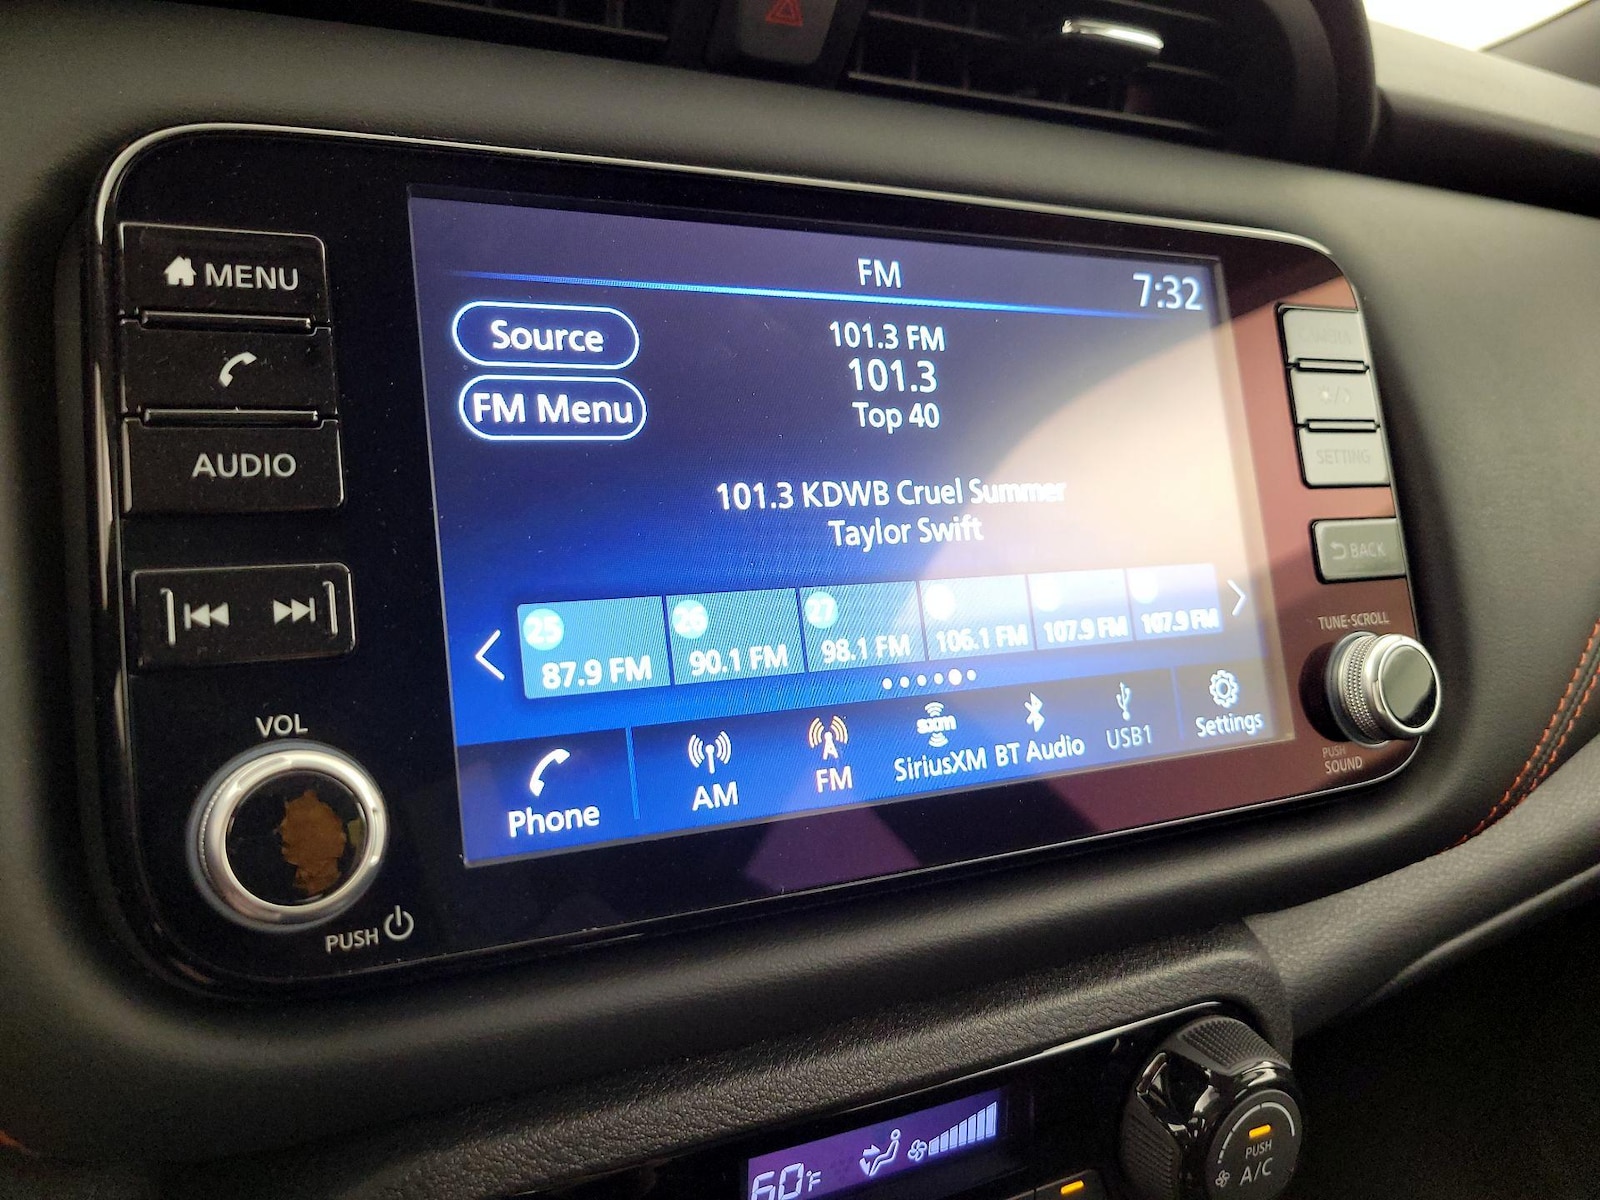 MENU
AUDIO
VOL
PUSH
FM
7:32
Source
FM Menu
101.3 FM
101.3
Top 40
101.3 KDWB Cruel Summer
Taylor Swift
25
87.9 FM
26
90.1 FM
27
98.1 FM
106.1 FM
107.9 FM
107.9 FM
Phone
AM
FM
sxm
SiriusXM
BT Audio
USB1
Settings
SETTING
BACK
TUNE·SCROLL
PUSH
SOUND
60°F
PUSH
A/C